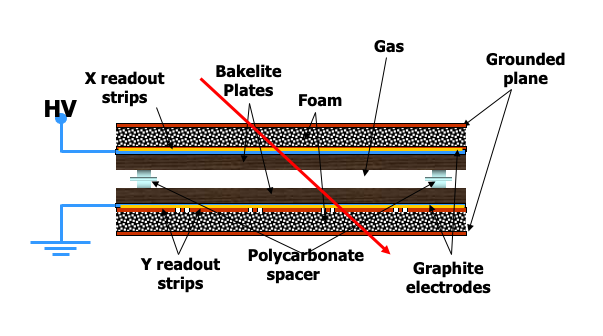 Gas
Grounded
plane
Bakelite
Plates
X readout
strips
Foam
HV
Polycarbonate
spacer
Y readout
strips
Graphite
electrodes